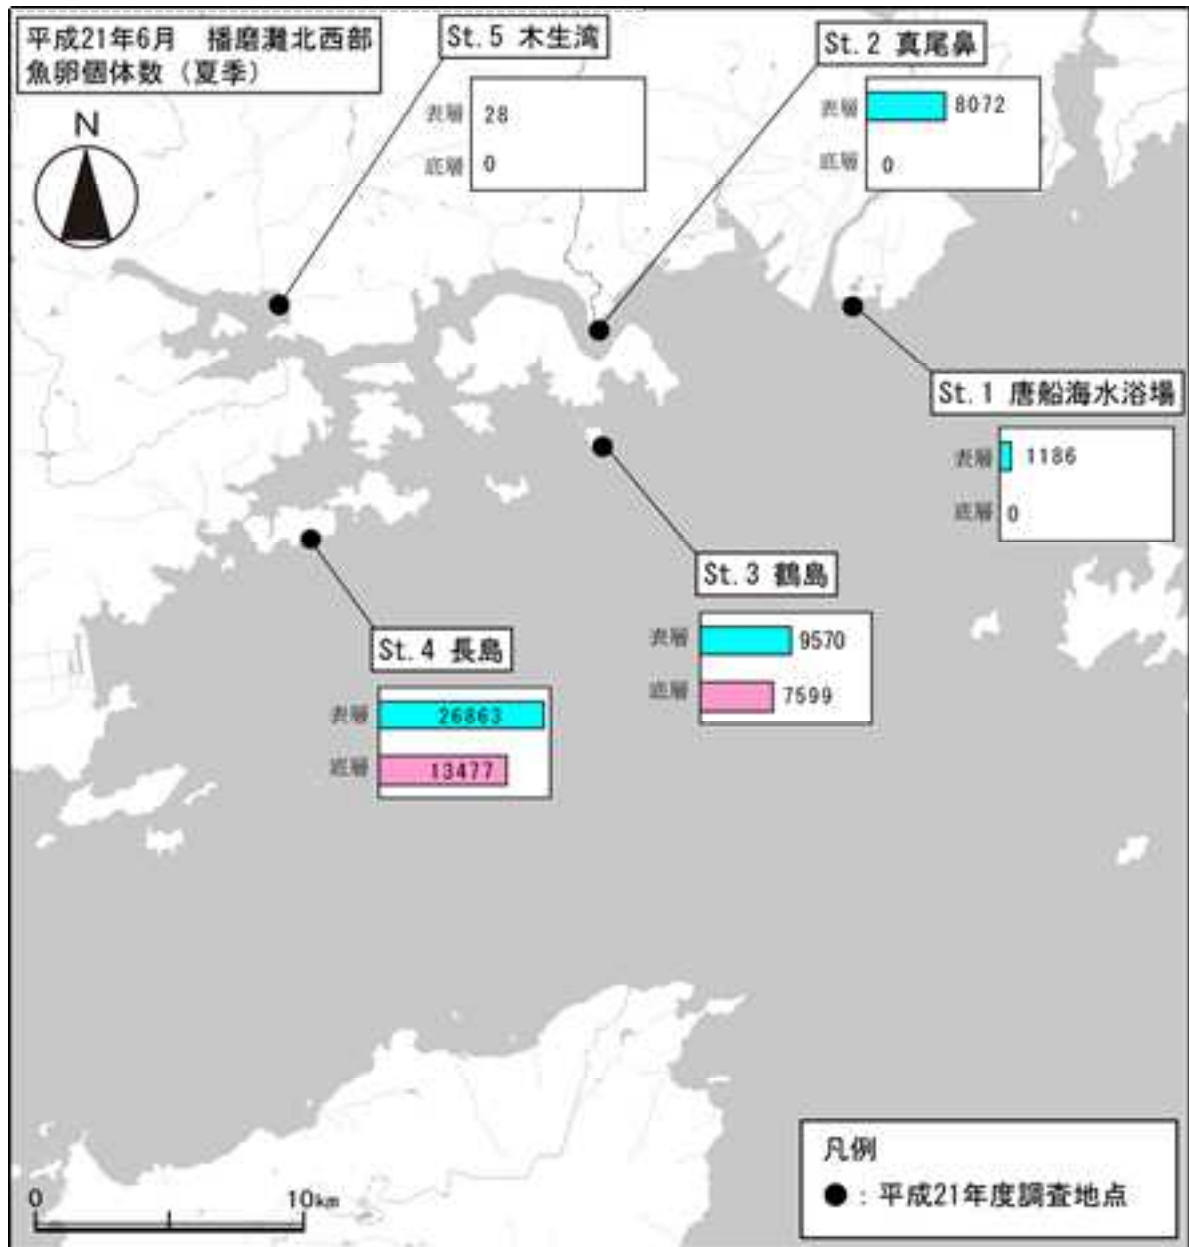 平成21年6月　播磨灘北西部
魚卵個体数（夏季）
N
St.5 木生湾
表層 28
底層 0
St.2 真尾鼻
表層 8072
底層 0
St.1 唐船海水浴場
表層 1186
底層 0
St.3 鶴島
表層 9570
底層 7599
St.4 長島
表層 26863
底層 13477
凡例
●：平成21年度調査地点
0 10km